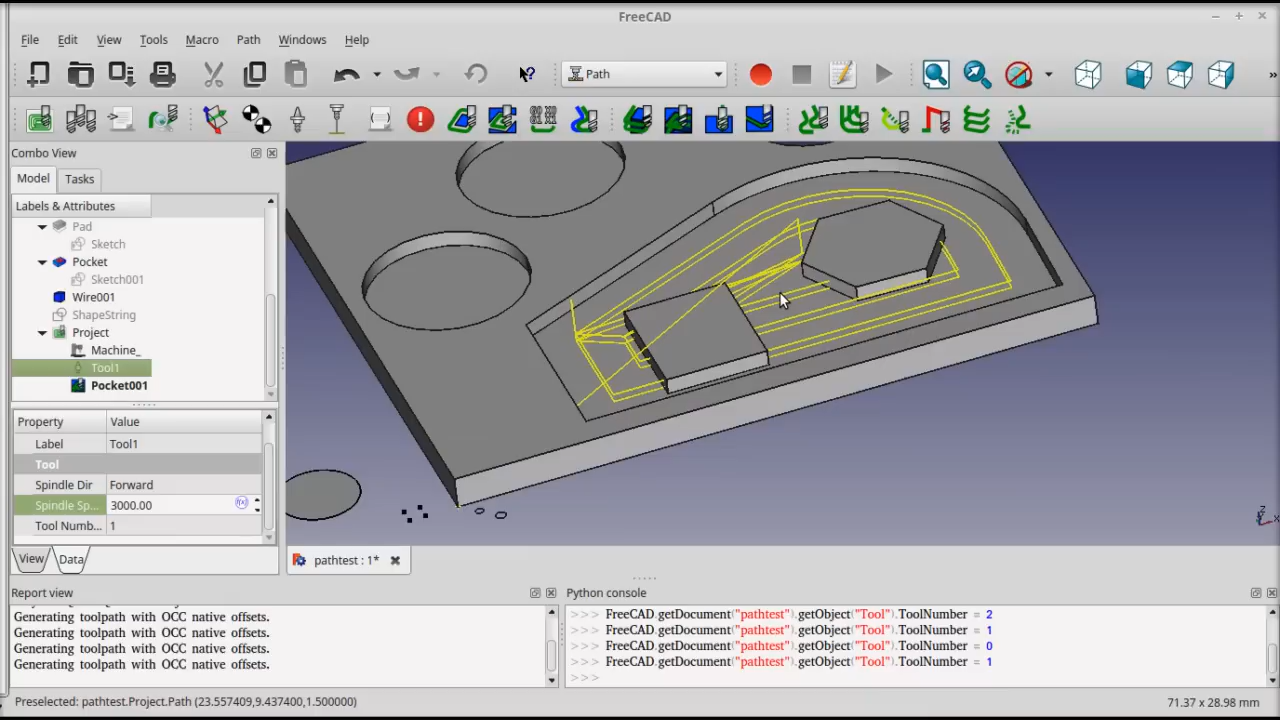 FreeCAD
File Edit View Tools Macro Path Windows Help
Path
Combo View
Model Tasks
Labels & Attributes
Pad
Sketch
Pocket
Sketch001
Wire001
ShapeString
Project
Machine_
Tool1
Pocket001
Property Value
Label Tool1
Tool
Spindle Dir Forward
Spindle Sp... 3000.00
Tool Numb... 1
View Data
pathtest : 1*
Report view
Generating toolpath with OCC native offsets.
Generating toolpath with OCC native offsets.
Generating toolpath with OCC native offsets.
Generating toolpath with OCC native offsets.
Python console
>>> FreeCAD.getDocument("pathtest").getObject("Tool").ToolNumber = 2
>>> FreeCAD.getDocument("pathtest").getObject("Tool").ToolNumber = 1
>>> FreeCAD.getDocument("pathtest").getObject("Tool").ToolNumber = 0
>>> FreeCAD.getDocument("pathtest").getObject("Tool").ToolNumber = 1
>>>
Preselected: pathtest.Project.Path (23.557409,9.437400,1.500000)
71.37 x 28.98 mm